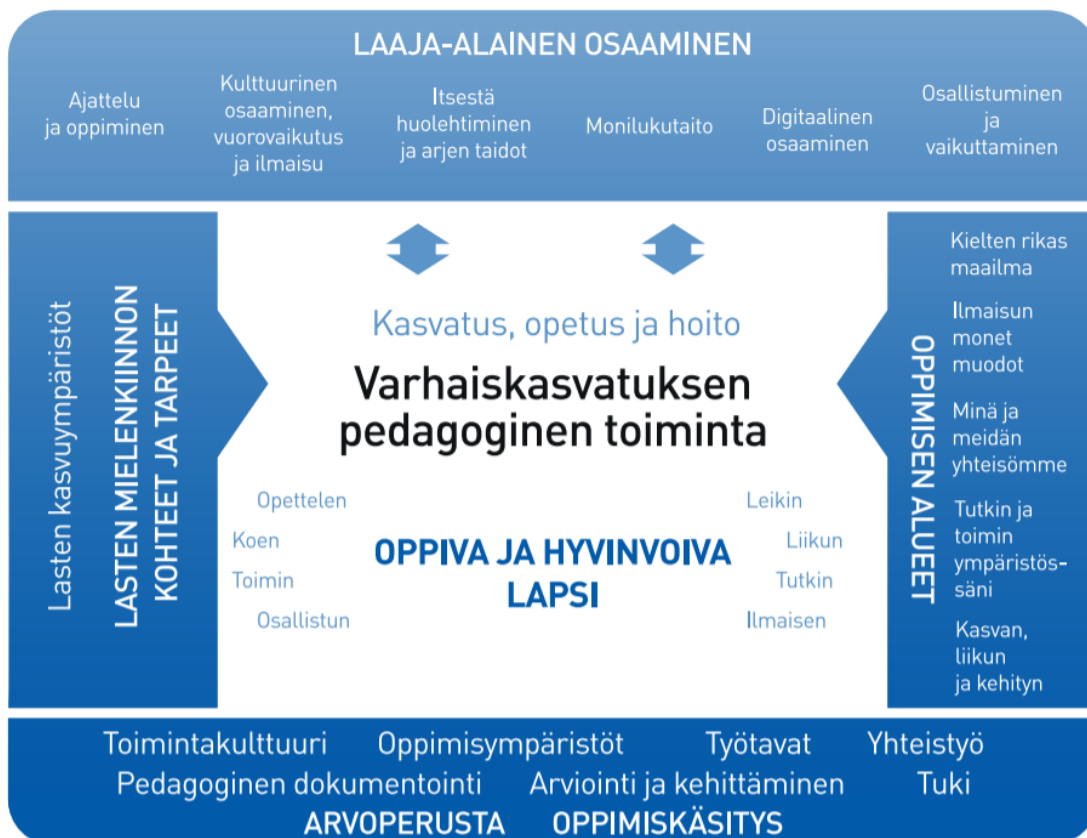 LAAJA-ALAINEN OSAAMINEN
Ajattelu
ja oppiminen
Kulttuurinen
osaaminen,
vuorovaikutus
ja ilmaisu
Itsestä
huolehtiminen
ja arjen taidot
Monilukutaito
Digitaalinen
osaaminen
Osallistuminen
ja
vaikuttaminen
Lasten kasvuympäristöt
LASTEN MIELENKIINNON
KOHTEET JA TARPEET
Kasvatus, opetus ja hoito
Varhaiskasvatuksen
pedagoginen toiminta
Opettelen
Koen
Toimin
Osallistun
OPPIVA JA HYVINVOIVA
LAPSI
Leikin
Liikun
Tutkin
Ilmaisen
OPPIMISEN ALUEET
Kielten rikas
maailma
Ilmaisun
monet
muodot
Minä ja
meidän
yhteisömme
Tutkin ja
toimin
ympäristös-
säni
Kasvan,
liikun
ja kehityn
Toimintakulttuuri Oppimisympäristöt Työtavat Yhteistyö
Pedagoginen dokumentointi Arviointi ja kehittäminen Tuki
ARVOPERUSTA OPPIMISKÄSITYS